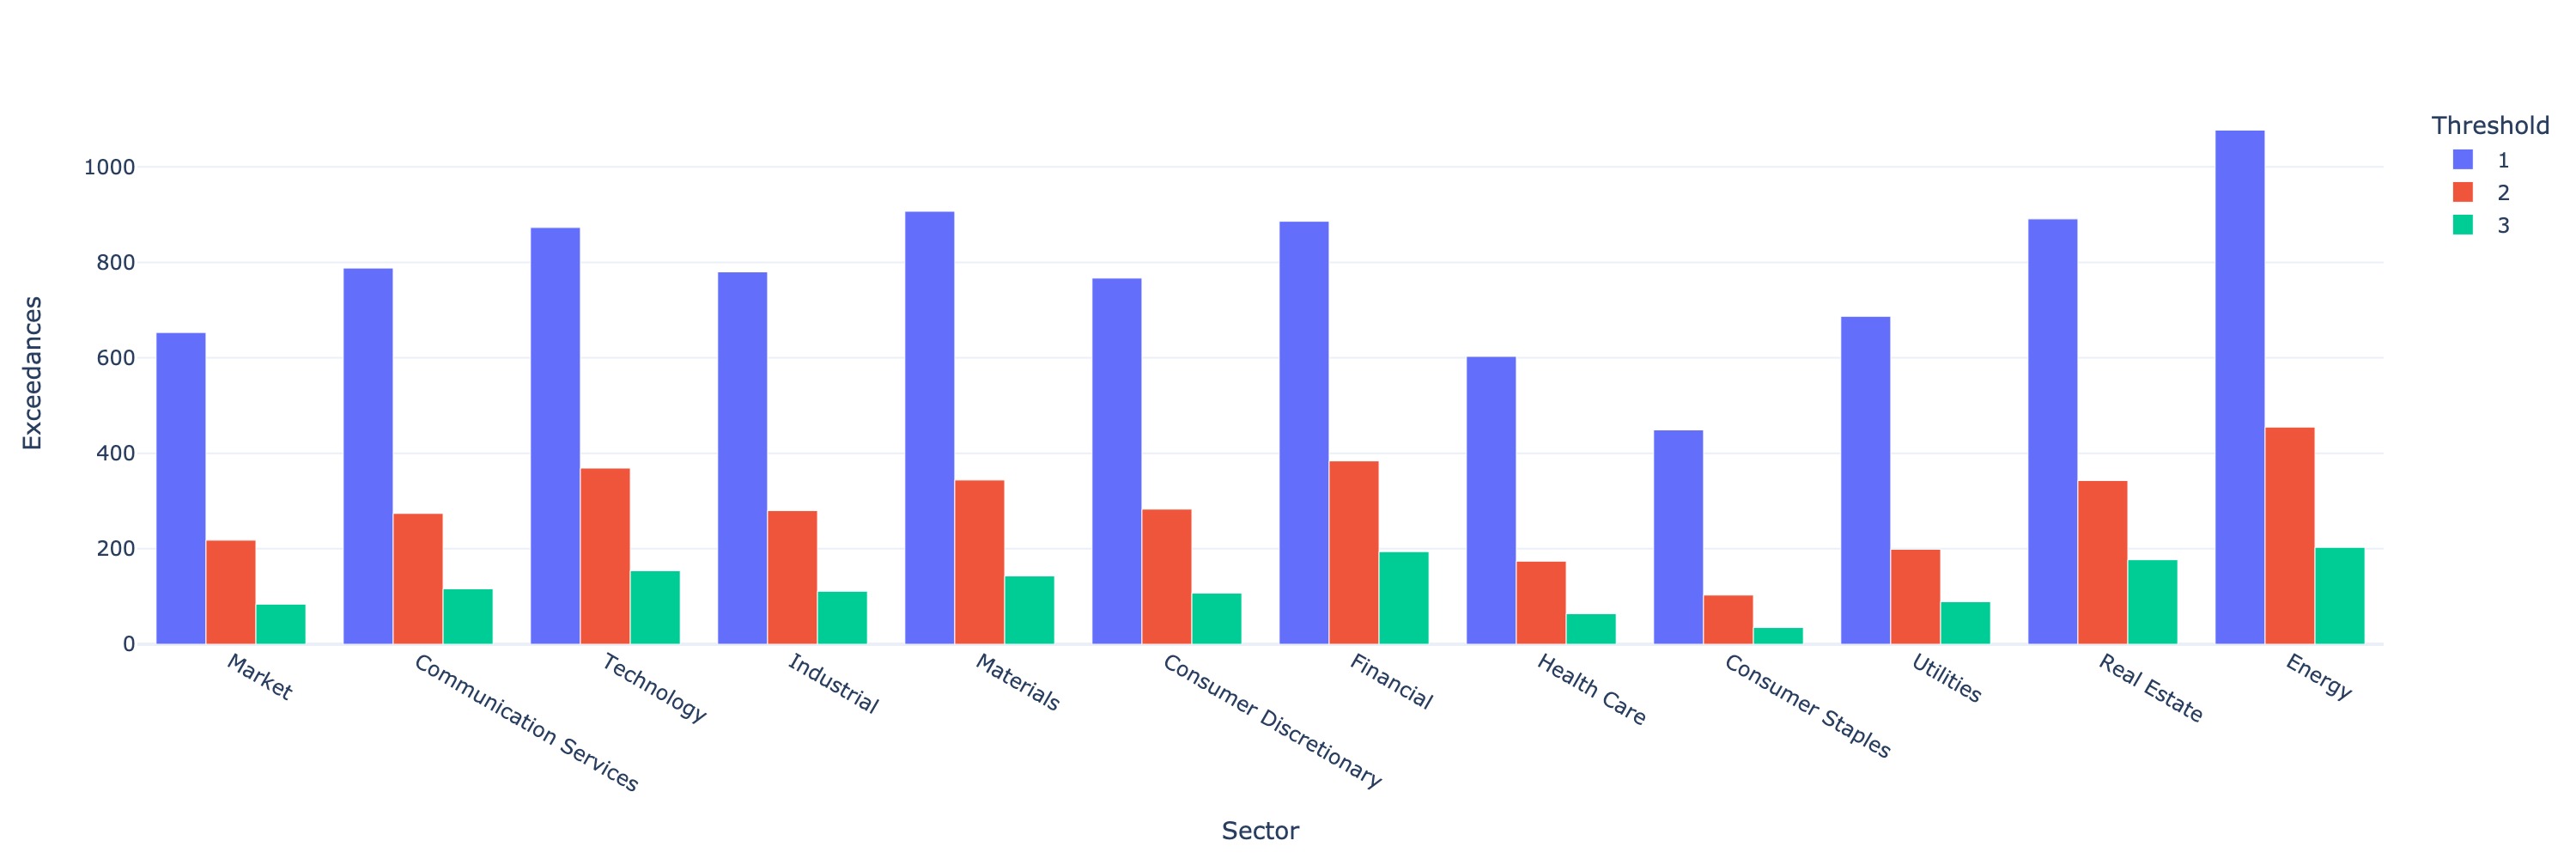 Threshold
1
2
3
Exceedances
1000
800
600
400
200
0
Market
Communication Services
Technology
Industrial
Materials
Consumer Discretionary
Financial
Health Care
Consumer Staples
Utilities
Real Estate
Energy
Sector